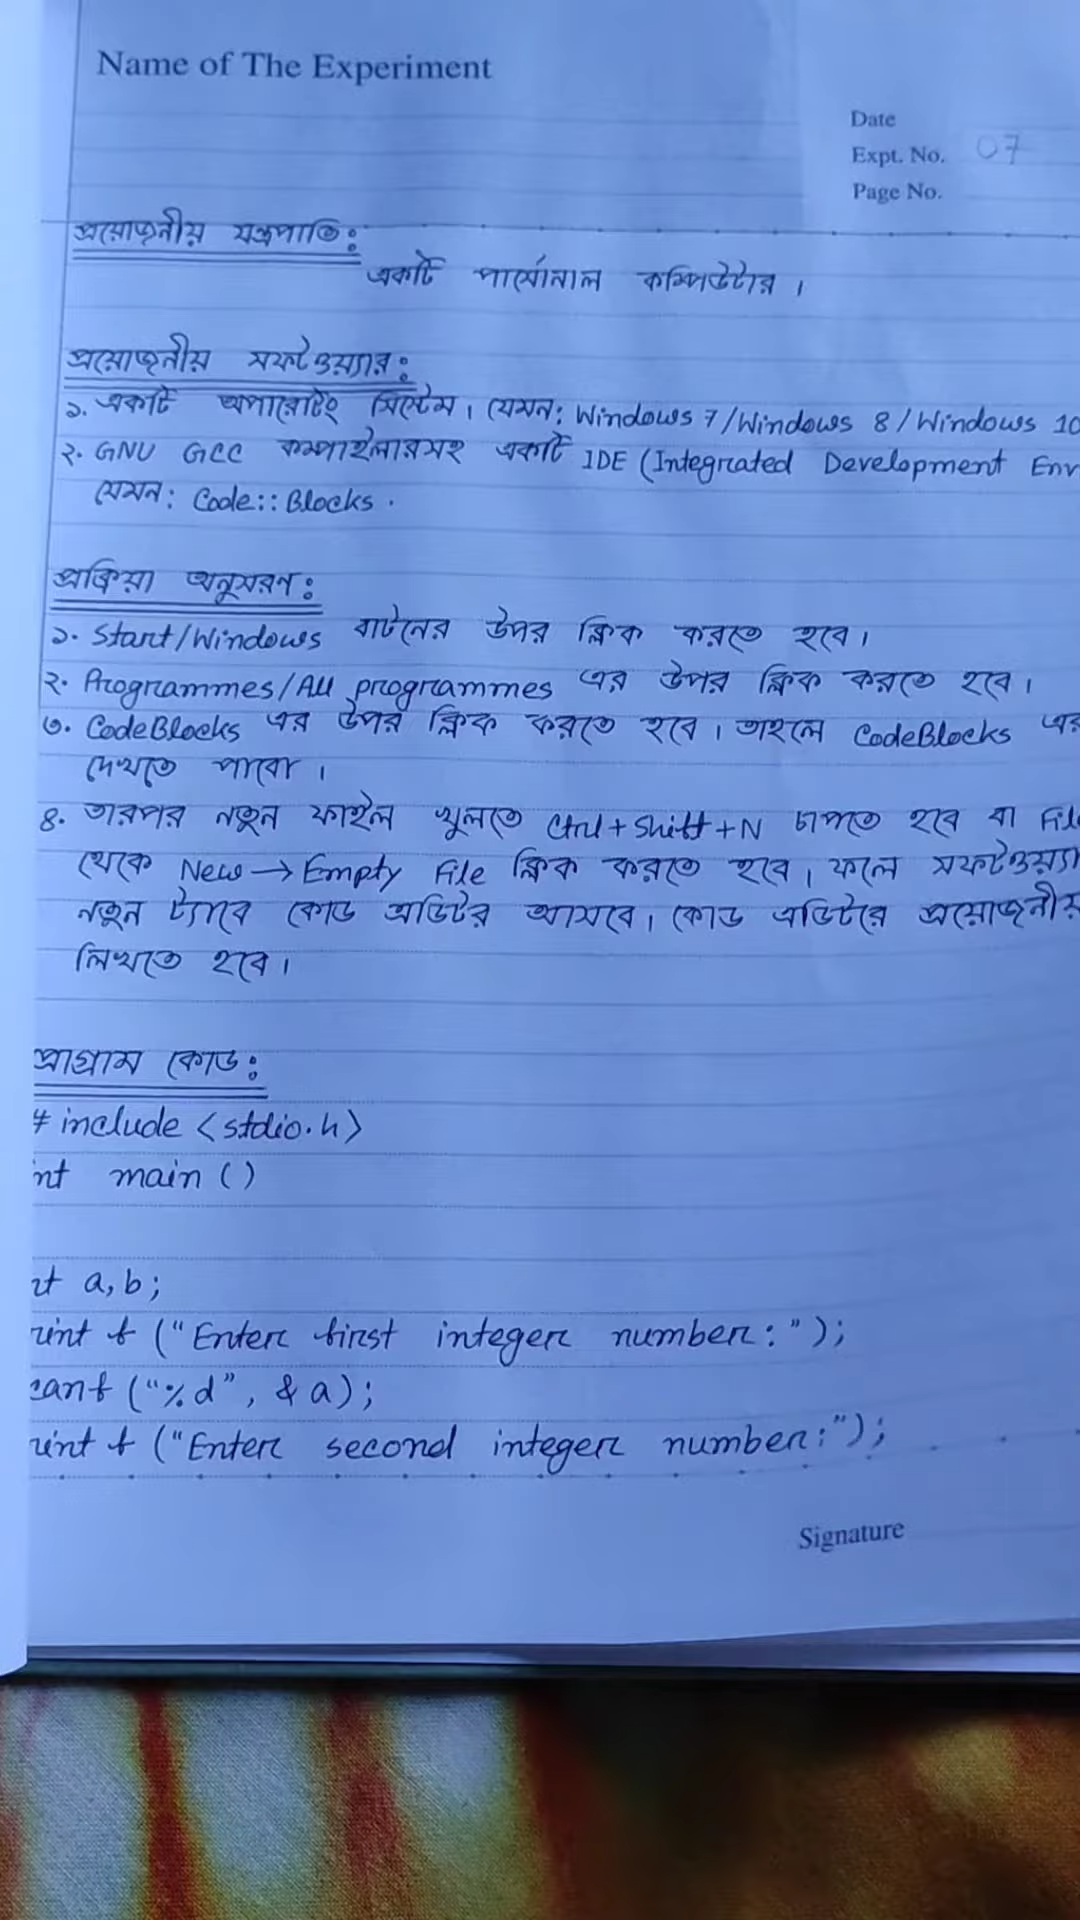 Name of The Experiment
Date
Expt. No. 07
Page No.
প্রয়োজনীয় যন্ত্রপাতি:
একটি পার্সোনাল কম্পিউটার ।
প্রয়োজনীয় সফটওয়্যার:
১. একটি অপারেটিং সিস্টেম। যেমন: Windows 7/Windows 8/Windows 10
২. GNU GCC কম্পাইলারসহ একটি IDE (Integrated Development Env
যেমন: Code::Blocks.
প্রক্রিয়া অনুসরণ:
১. Start/Windows বাটনের উপর ক্লিক করতে হবে।
২. Programmes/All programmes এর উপর ক্লিক করতে হবে।
৩. CodeBlocks এর উপর ক্লিক করতে হবে। তাহলে CodeBlocks এর
দেখতে পাবো ।
৪. তারপর নতুন ফাইল খুলতে Ctrl+Shift+N চাপতে হবে বা File
থেকে New → Empty File ক্লিক করতে হবে। ফলে সফটওয়্যা
নতুন ট্যাবে কোড এডিটর আসবে। কোড এডিটরে প্রয়োজনীয়
লিখতে হবে।
প্রোগ্রাম কোড:
# include <stdio.h>
nt main ()
nt a, b;
rintf ("Enter first integer number:");
canf ("%d", &a);
rintf ("Enter second integer number:");
Signature